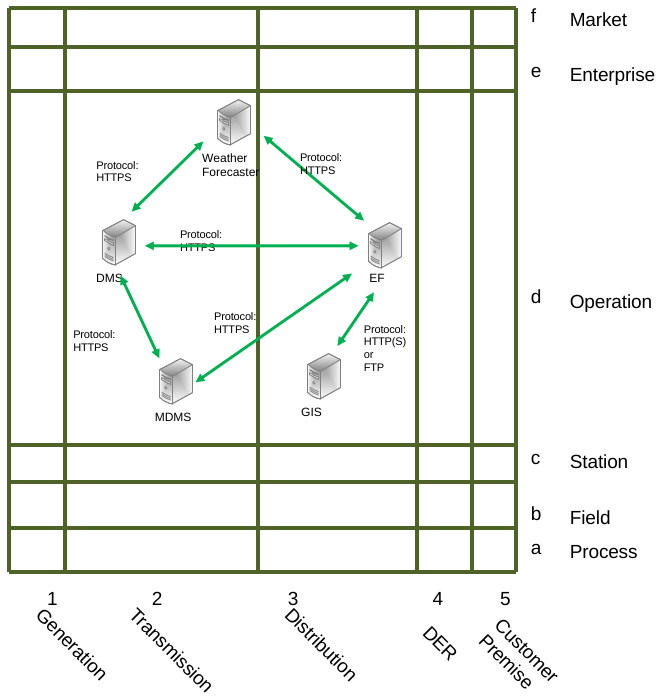 f Market
e Enterprise
Weather
Forecaster
Protocol:
HTTPS
Protocol:
HTTPS
Protocol:
HTTPS
DMS
EF
d Operation
Protocol:
HTTPS
Protocol:
HTTPS
Protocol:
HTTP(S)
or
FTP
MDMS
GIS
c Station
b Field
a Process
1 2 3 4 5
Generation
Transmission
Distribution
DER
Customer
Premise